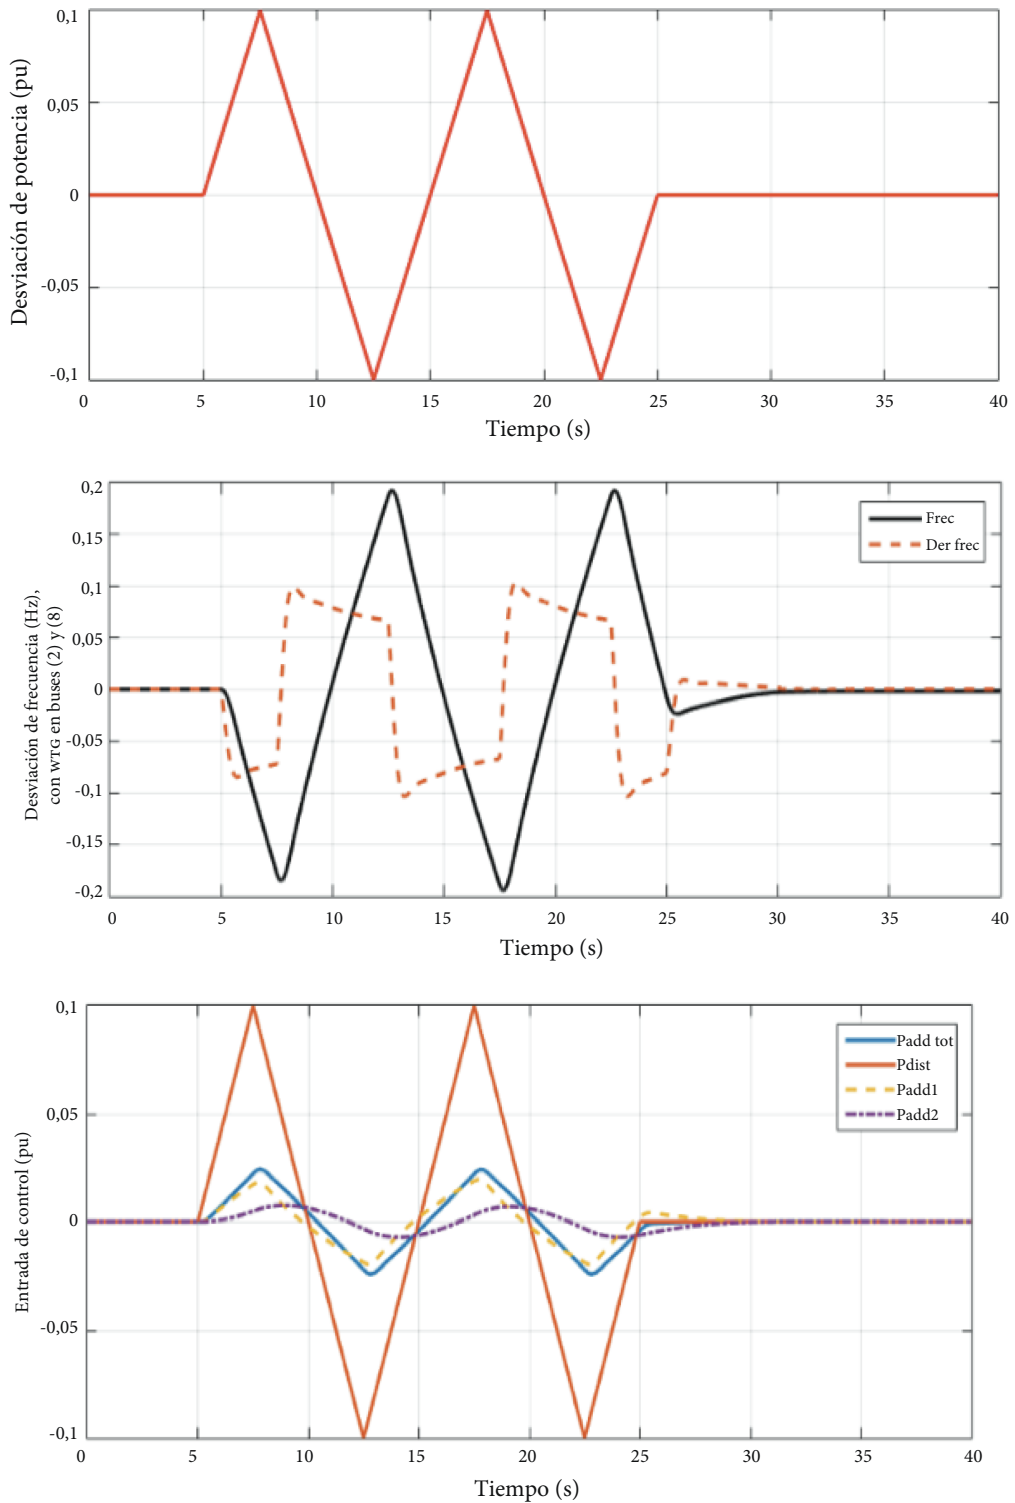 0,1
0,05
0
-0,05
-0,1
Desviación de potencia (pu)
0 5 10 15 20 25 30 35 40
Tiempo (s)
0,2
0,15
0,1
0,05
0
-0,05
-0,1
-0,15
-0,2
Desviación de frecuencia (Hz),
con WTG en buses (2) y (8)
Frec
Der frec
0 5 10 15 20 25 30 35 40
Tiempo (s)
0,1
0,05
0
-0,05
-0,1
Entrada de control (pu)
Padd tot
Pdist
Padd1
Padd2
0 5 10 15 20 25 30 35 40
Tiempo (s)